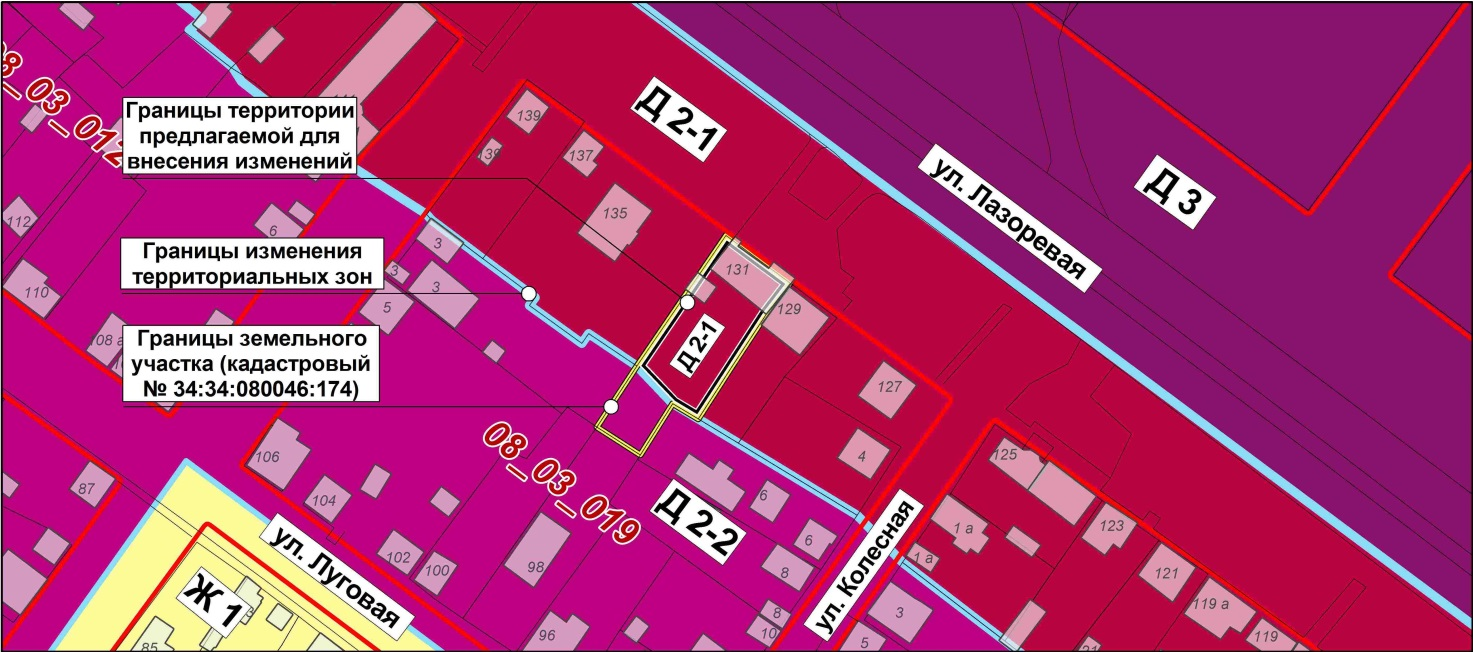 08_03_012
Границы территории
предлагаемой для
внесения изменений
Границы изменения
территориальных зон
Границы земельного
участка (кадастровый
№ 34:34:080046:174)
Д 2-1
ул. Лазоревая
Д 3
139
139
137
135
131
129
127
4
Д 2-1
112
110
108 а
6
3
3
3
5
106
104
102
100
98
96
87
85
08_03_019
Д 2-2
ул. Луговая
Ж 1
ул. Колесная
6
6
8
8
10
125
123
121
119 а
119
1 а
1 а
3
5